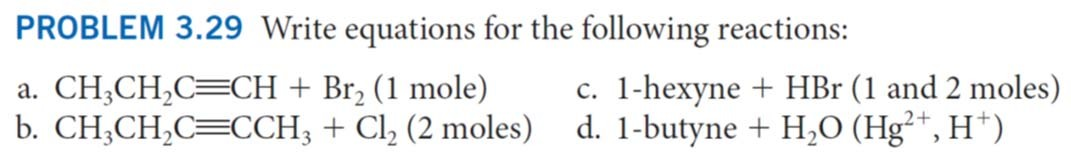 PROBLEM 3.29 Write equations for the following reactions:
a. CH₃CH₂C≡CH + Br₂ (1 mole) c. 1-hexyne + HBr (1 and 2 moles)
b. CH₃CH₂C≡CCH₃ + Cl₂ (2 moles) d. 1-butyne + H₂O (Hg²⁺, H⁺)